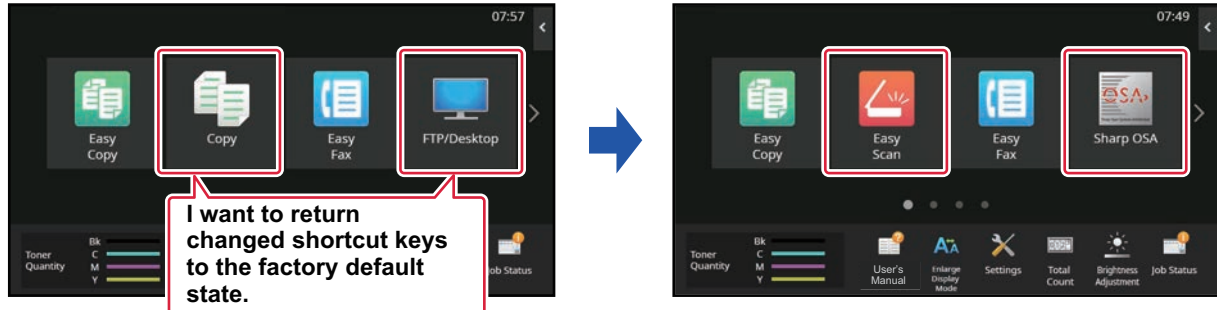 07:57
Easy
Copy
Copy
Easy
Fax
FTP/Desktop
I want to return
changed shortcut keys
to the factory default
state.
Toner
Quantity
Bk
C
M
Y
ob Status
07:49
Easy
Copy
Easy
Scan
Easy
Fax
OSA
Sharp OSA
Toner
Quantity
Bk
C
M
Y
User's
Manual
Enlarge
Display
Mode
Settings
Total
Count
Brightness
Adjustment
Job Status